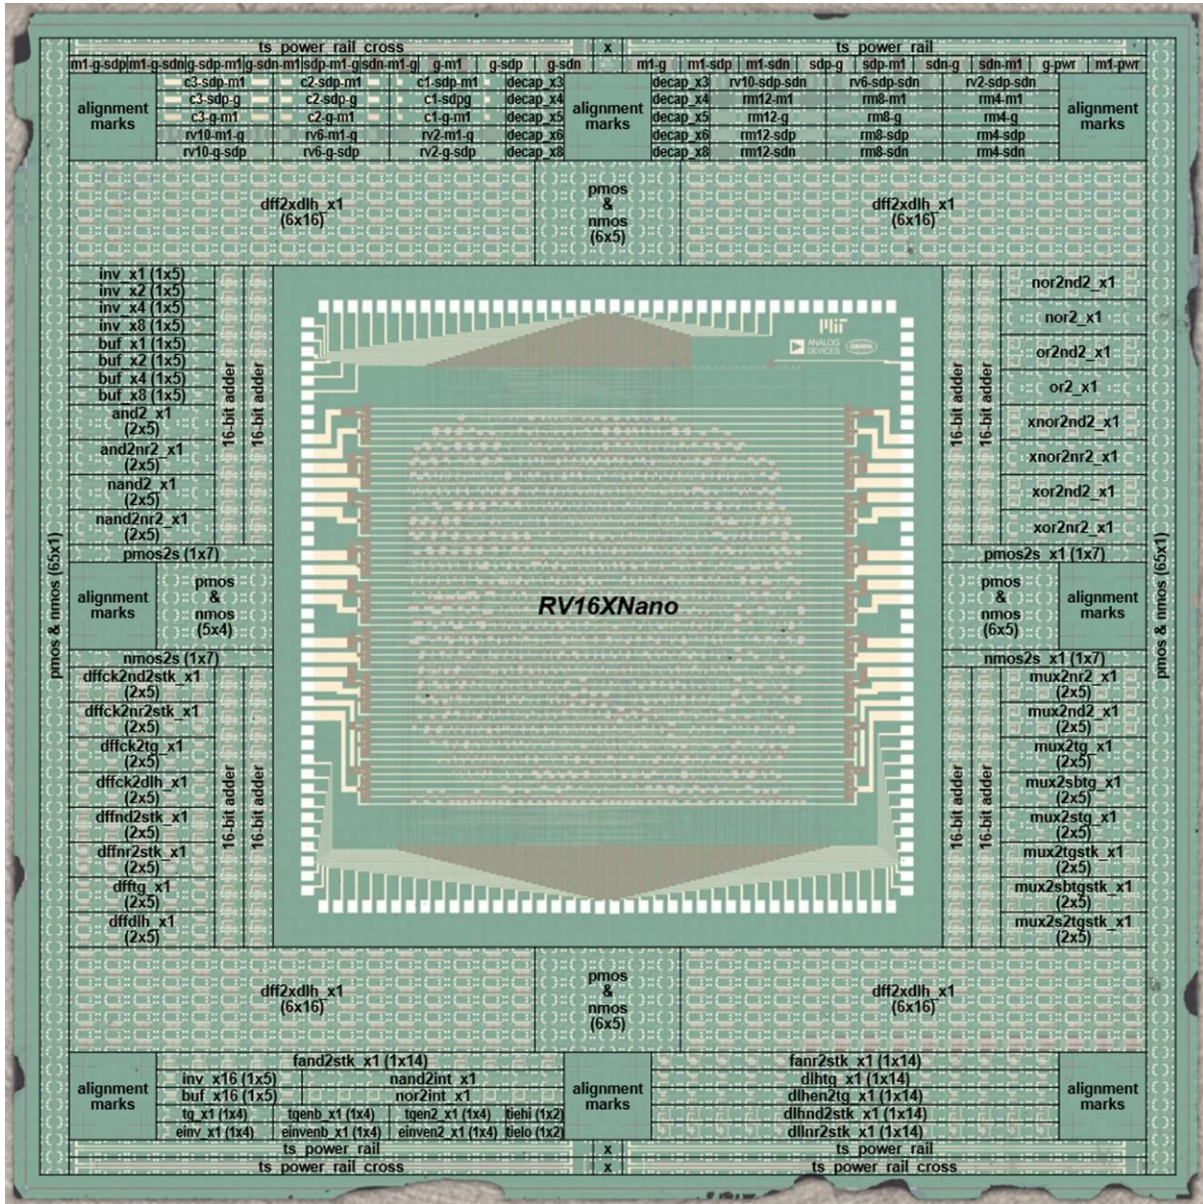 ts_power_rail_cross x ts_power_rail
m1-g-sdp m1-g-sdn g-sdp-m1 g-sdn-m1 sdp-m1-g sdn-m1-g g-m1 g-sdp g-sdn m1-g m1-sdp m1-sdn sdp-g sdp-m1 sdn-g sdn-m1 g-pwr m1-pwr
c3-sdp-m1 c2-sdp-m1 c1-sdp-m1 decap_x3 decap_x3 rv10-sdp-sdn rv6-sdp-sdn rv2-sdp-sdn
c3-sdp-g c2-sdp-g c1-sdpg decap_x4 decap_x4 rm12-m1 rm8-m1 rm4-m1
c3-g-m1 c2-g-m1 c1-g-m1 decap_x5 decap_x5 rm12-g rm8-g rm4-g
rv10-m1-g rv6-m1-g rv2-m1-g decap_x6 decap_x6 rm12-sdp rm8-sdp rm4-sdp
rv10-g-sdp rv6-g-sdp rv2-g-sdp decap_x8 decap_x8 rm12-sdn rm8-sdn rm4-sdn
alignment
marks
alignment
marks
alignment
marks
dff2xdlh_x1
(6x16)
pmos
&
nmos
(6x5)
dff2xdlh_x1
(6x16)
inv_x1 (1x5)
inv_x2 (1x5)
inv_x4 (1x5)
inv_x8 (1x5)
buf_x1 (1x5)
buf_x2 (1x5)
buf_x4 (1x5)
buf_x8 (1x5)
and2_x1
(2x5)
and2nr2_x1
(2x5)
nand2_x1
(2x5)
nand2nr2_x1
(2x5)
pmos2s (1x7)
16-bit adder
16-bit adder
MIT
ANALOG
DEVICES
DARPA
RV16XNano
16-bit adder
16-bit adder
nor2nd2_x1
nor2_x1
or2nd2_x1
or2_x1
xnor2nd2_x1
xnor2nr2_x1
xor2nd2_x1
xor2nr2_x1
pmos2s_x1 (1x7)
pmos & nmos (65x1)
alignment
marks
pmos
&
nmos
(5x4)
pmos
&
nmos
(6x5)
alignment
marks
pmos & nmos (65x1)
nmos2s (1x7)
dffck2nd2stk_x1
(2x5)
dffck2nr2stk_x1
(2x5)
dffck2tg_x1
(2x5)
dffck2dlh_x1
(2x5)
dffnd2stk_x1
(2x5)
dffnr2stk_x1
(2x5)
dfftg_x1
(2x5)
dffdlh_x1
(2x5)
16-bit adder
16-bit adder
16-bit adder
16-bit adder
nmos2s_x1 (1x7)
mux2nr2_x1
(2x5)
mux2nd2_x1
(2x5)
mux2tg_x1
(2x5)
mux2sbtg_x1
(2x5)
mux2stg_x1
(2x5)
mux2tgstk_x1
(2x5)
mux2sbtgstk_x1
(2x5)
mux2s2tgstk_x1
(2x5)
dff2xdlh_x1
(6x16)
pmos
&
nmos
(6x5)
dff2xdlh_x1
(6x16)
alignment
marks
fand2stk_x1 (1x14)
inv_x16 (1x5) nand2int_x1
buf_x16 (1x5) nor2int_x1
tg_x1 (1x4) tgenb_x1 (1x4) tgen2_x1 (1x4) tiehi (1x2)
einv_x1 (1x4) einvenb_x1 (1x4) einven2_x1 (1x4) tielo (1x2)
alignment
marks
fanr2stk_x1 (1x14)
dlhtg_x1 (1x14)
dlhen2tg_x1 (1x14)
dlhnd2stk_x1 (1x14)
dllnr2stk_x1 (1x14)
alignment
marks
ts_power_rail x ts_power_rail
ts_power_rail_cross x ts_power_rail_cross